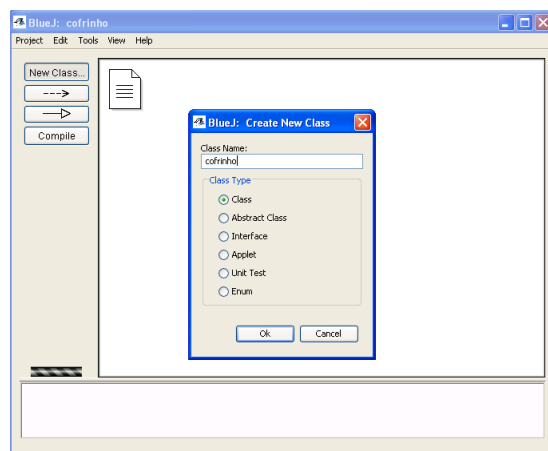 BlueJ: cofrinho
Project Edit Tools View Help
New Class...
--->
Compile
BlueJ: Create New Class
Class Name:
cofrinho
Class Type
Class
Abstract Class
Interface
Applet
Unit Test
Enum
Ok Cancel